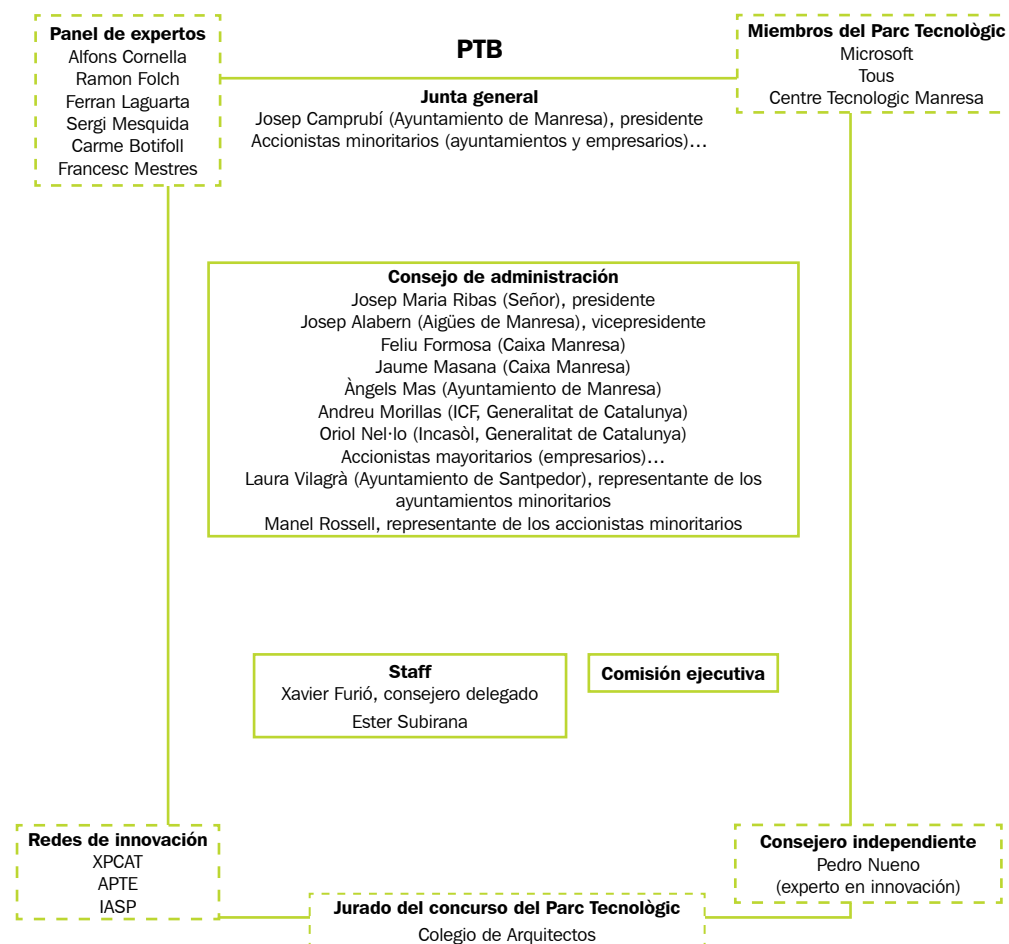 Panel de expertos
Alfons Cornella
Ramon Folch
Ferran Laguarta
Sergi Mesquida
Carme Botifoll
Francesc Mestres
PTB
Junta general
Josep Camprubí (Ayuntamiento de Manresa), presidente
Accionistas minoritarios (ayuntamientos y empresarios)…
Miembros del Parc Tecnològic
Microsoft
Tous
Centre Tecnologic Manresa
Consejo de administración
Josep Maria Ribas (Señor), presidente
Josep Alabern (Aigües de Manresa), vicepresidente
Feliu Formosa (Caixa Manresa)
Jaume Masana (Caixa Manresa)
Àngels Mas (Ayuntamiento de Manresa)
Andreu Morillas (ICF, Generalitat de Catalunya)
Oriol Nel·lo (Incasòl, Generalitat de Catalunya)
Accionistas mayoritarios (empresarios)…
Laura Vilagrà (Ayuntamiento de Santpedor), representante de los
ayuntamientos minoritarios
Manel Rossell, representante de los accionistas minoritarios
Staff
Xavier Furió, consejero delegado
Ester Subirana
Comisión ejecutiva
Redes de innovación
XPCAT
APTE
IASP
Consejero independiente
Pedro Nueno
(experto en innovación)
Jurado del concurso del Parc Tecnològic
Colegio de Arquitectos